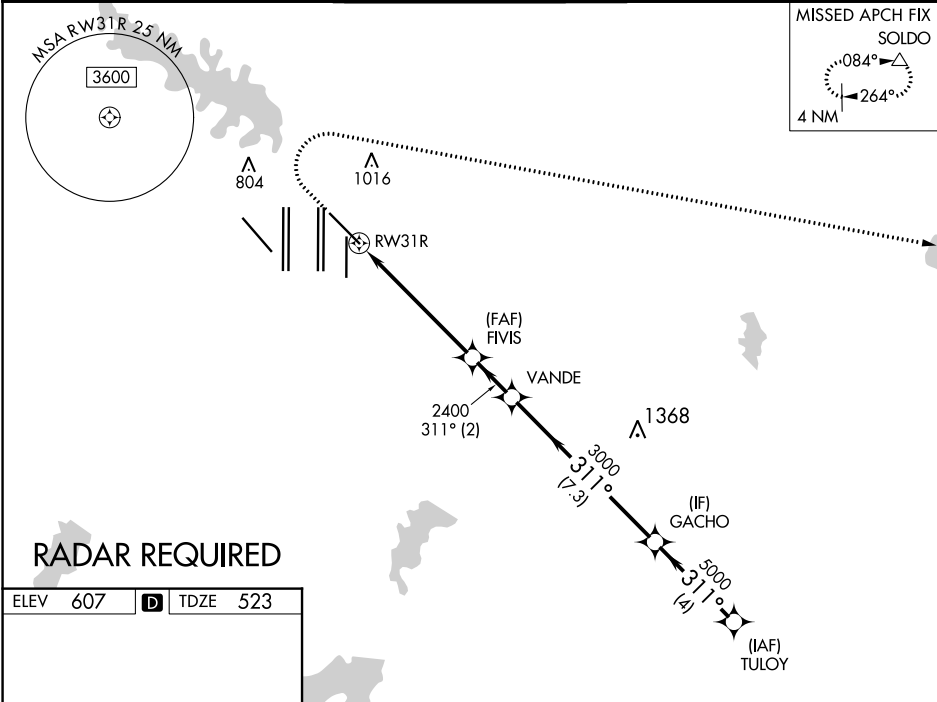 MSA RW31R 25 NM
3600
MISSED APCH FIX
SOLDO
084°
264°
4 NM
804
1016
RW31R
(FAF)
FIVIS
VANDE
2400
311° (2)
1368
3000
311°
(7.3)
(IF)
GACHO
5000
311°
(4)
(IAF)
TULOY
RADAR REQUIRED
ELEV 607 D TDZE 523